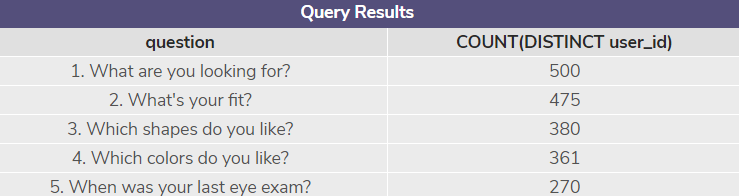 Query Results
question COUNT(DISTINCT user_id)
1. What are you looking for? 500
2. What's your fit? 475
3. Which shapes do you like? 380
4. Which colors do you like? 361
5. When was your last eye exam? 270